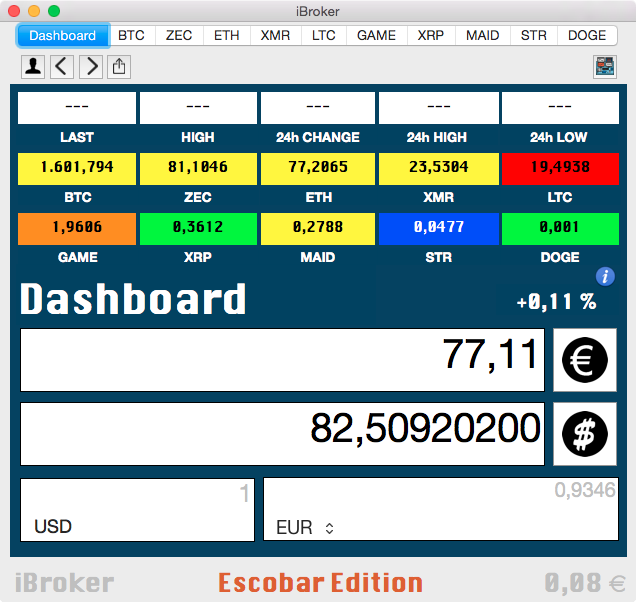 iBroker
Dashboard BTC ZEC ETH XMR LTC GAME XRP MAID STR DOGE
--- --- --- --- ---
LAST HIGH 24h CHANGE 24h HIGH 24h LOW
1.601,794 81,1046 77,2065 23,5304 19,4938
BTC ZEC ETH XMR LTC
1,9606 0,3612 0,2788 0,0477 0,001
GAME XRP MAID STR DOGE
i
Dashboard +0,11 %
77,11 €
82,50920200 $
1 0,9346
USD EUR
iBroker Escobar Edition 0,08 €